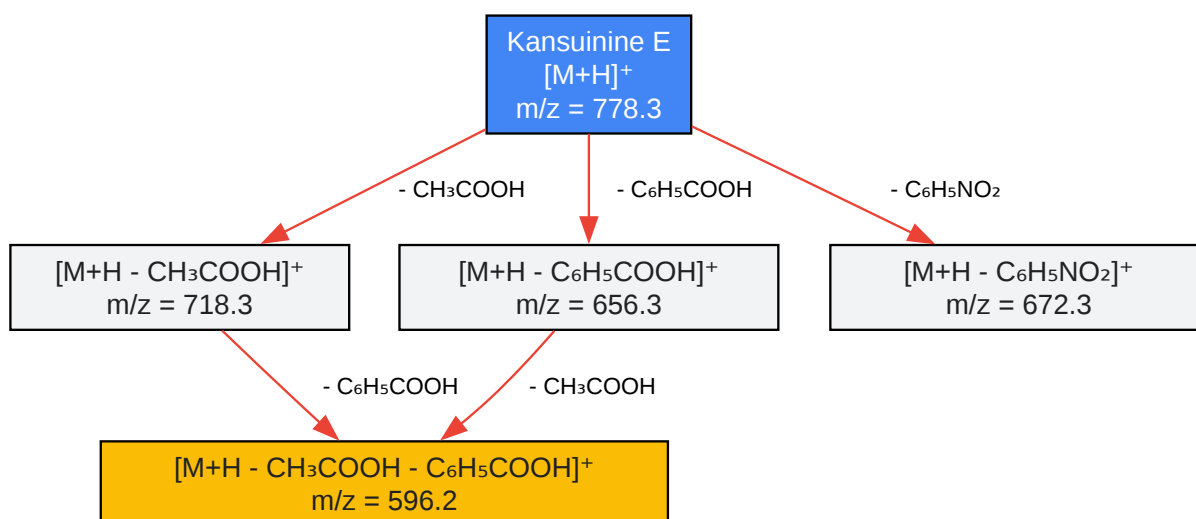 Kansuinine E
[M+H]⁺
m/z = 778.3
- CH₃COOH
- C₆H₅COOH
- C₆H₅NO₂
[M+H - CH₃COOH]⁺
m/z = 718.3
[M+H - C₆H₅COOH]⁺
m/z = 656.3
[M+H - C₆H₅NO₂]⁺
m/z = 672.3
- C₆H₅COOH
- CH₃COOH
[M+H - CH₃COOH - C₆H₅COOH]⁺
m/z = 596.2